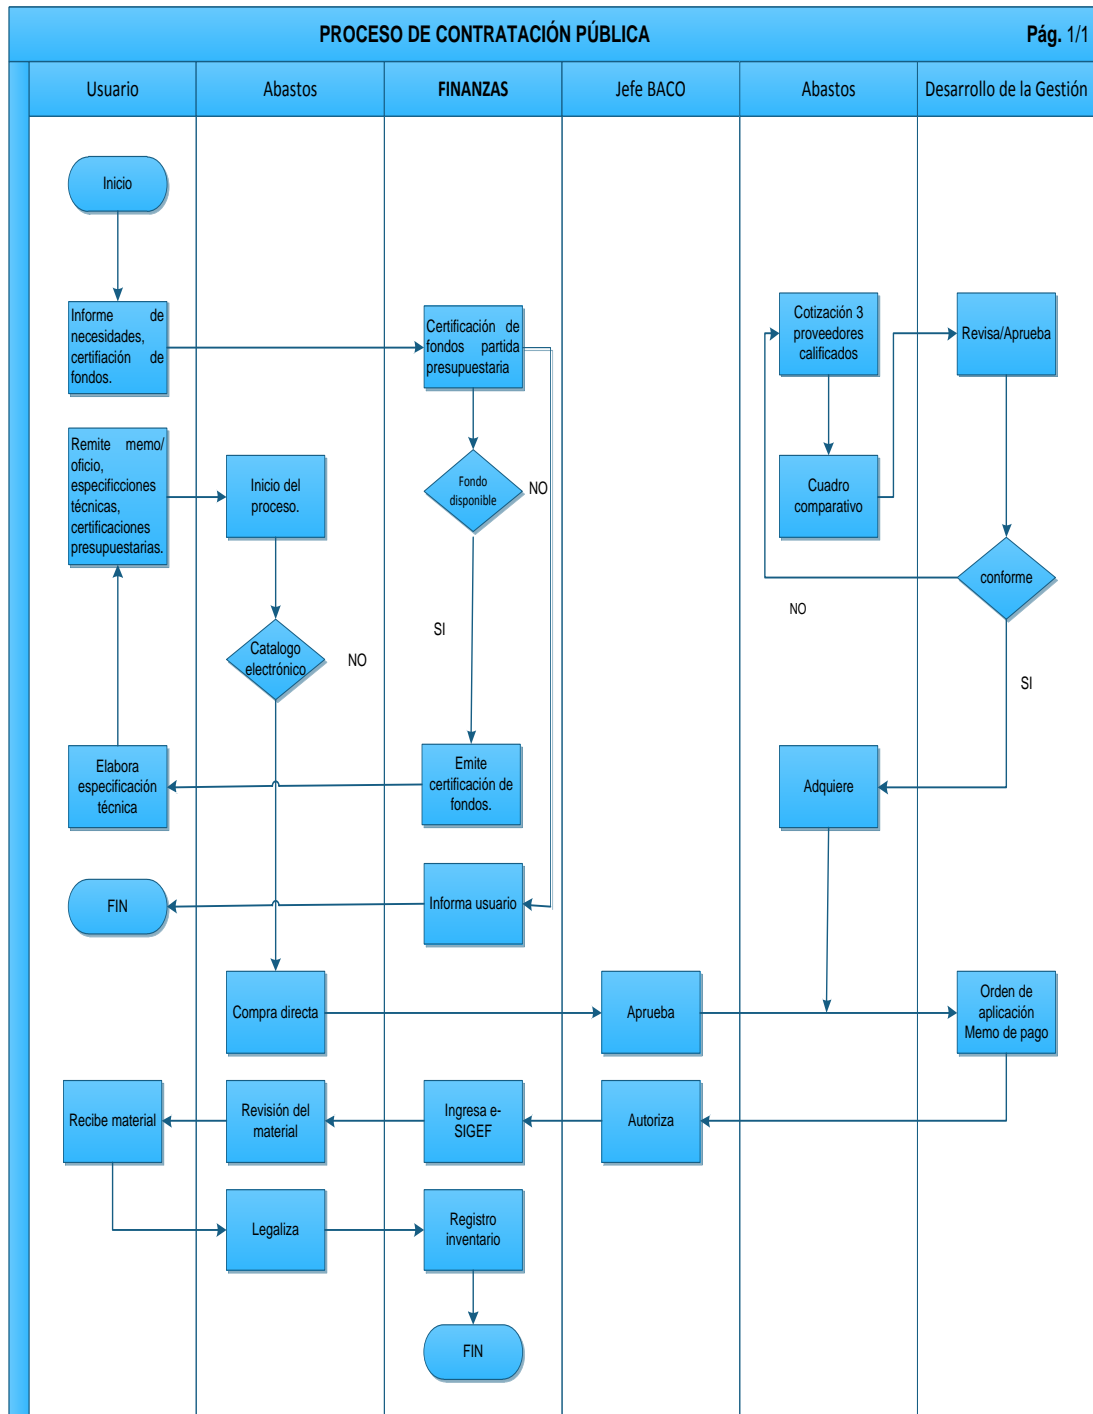 PROCESO DE CONTRATACIÓN PÚBLICA
Pág. 1/1
Usuario
Abastos
FINANZAS
Jefe BACO
Abastos
Desarrollo de la Gestión
Inicio
Informe de
necesidades,
certifiación de
fondos.
Certificación de
fondos partida
presupuestaria
Cotización 3
proveedores
calificados
Revisa/Aprueba
Remite memo/
oficio,
especificciones
técnicas,
certificaciones
presupuestarias.
Inicio del
proceso.
Fondo
disponible
NO
Cuadro
comparativo
conforme
NO
SI
Catalogo
electrónico
NO
SI
Elabora
especificación
técnica
Emite
certificación de
fondos.
Adquiere
FIN
Informa usuario
Compra directa
Aprueba
Orden de
aplicación
Memo de pago
Recibe material
Revisión del
material
Ingresa e-
SIGEF
Autoriza
Legaliza
Registro
inventario
FIN